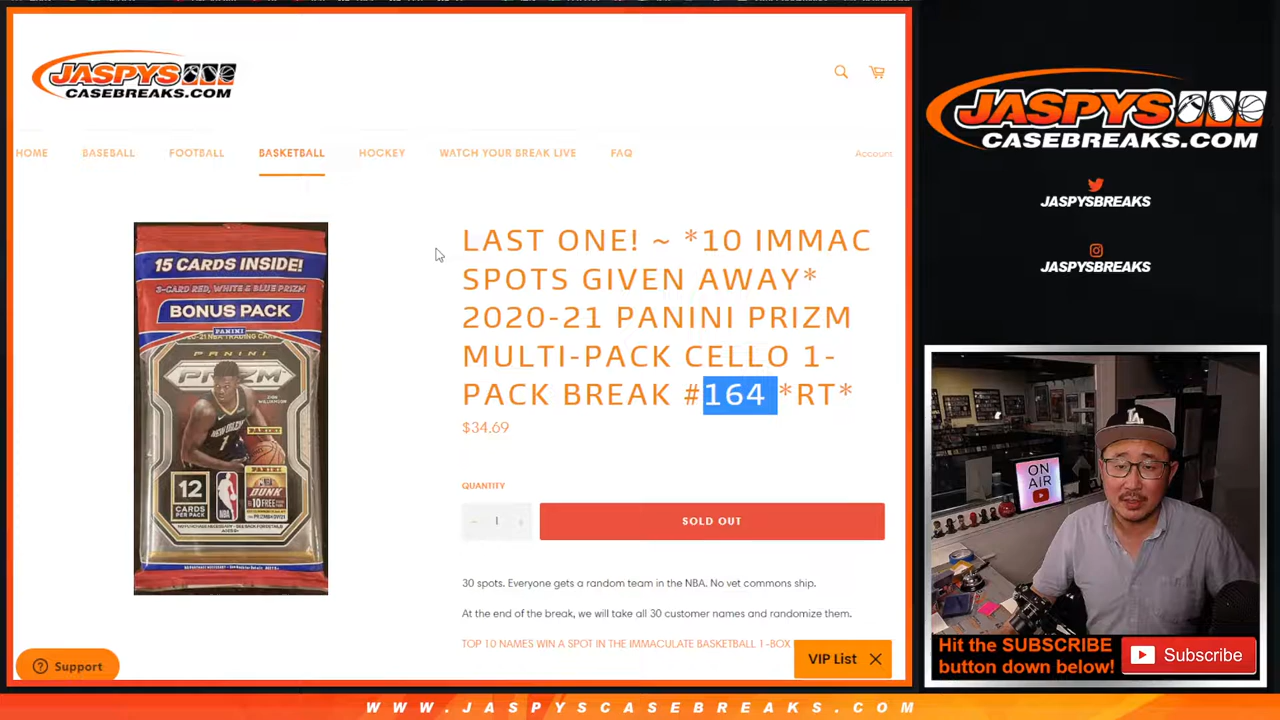 JASPYS
CASEBREAKS.COM
HOME BASEBALL FOOTBALL BASKETBALL HOCKEY WATCH YOUR BREAK LIVE FAQ Account
15 CARDS INSIDE!
3-CARD RED, WHITE & BLUE PRIZM
BONUS PACK
PANINI
PANINI
PRIZM
12
CARDS
PER PACK
LAST ONE! ~ *10 IMMAC
SPOTS GIVEN AWAY*
2020-21 PANINI PRIZM
MULTI-PACK CELLO 1-
PACK BREAK #164 *RT*
$34.69
QUANTITY
− 1 +
SOLD OUT
30 spots. Everyone gets a random team in the NBA. No vet commons ship.
At the end of the break, we will take all 30 customer names and randomize them.
TOP 10 NAMES WIN A SPOT IN THE IMMACULATE BASKETBALL 1-BOX
Support
VIP List
JASPYS
CASEBREAKS.COM
JASPYSBREAKS
JASPYSBREAKS
ON
AIR
LA
Hit the SUBSCRIBE
button down below!
Subscribe
WWW.JASPYSCASEBREAKS.COM